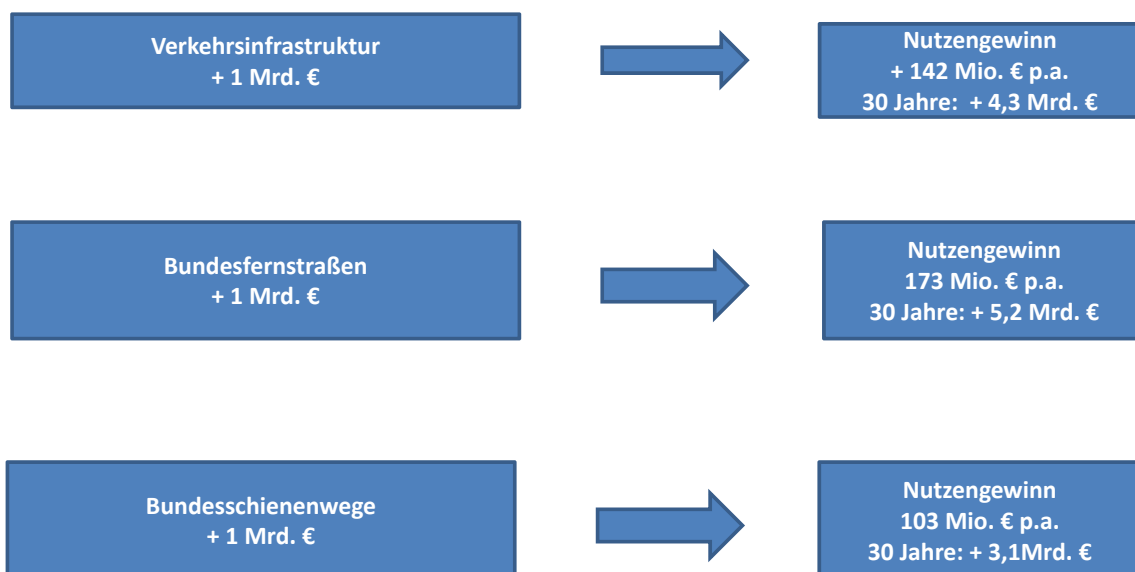 Verkehrsinfrastruktur
+ 1 Mrd. €
Nutzengewinn
+ 142 Mio. € p.a.
30 Jahre: + 4,3 Mrd. €
Bundesfernstraßen
+ 1 Mrd. €
Nutzengewinn
173 Mio. € p.a.
30 Jahre: + 5,2 Mrd. €
Bundesschienenwege
+ 1 Mrd. €
Nutzengewinn
103 Mio. € p.a.
30 Jahre: + 3,1Mrd. €